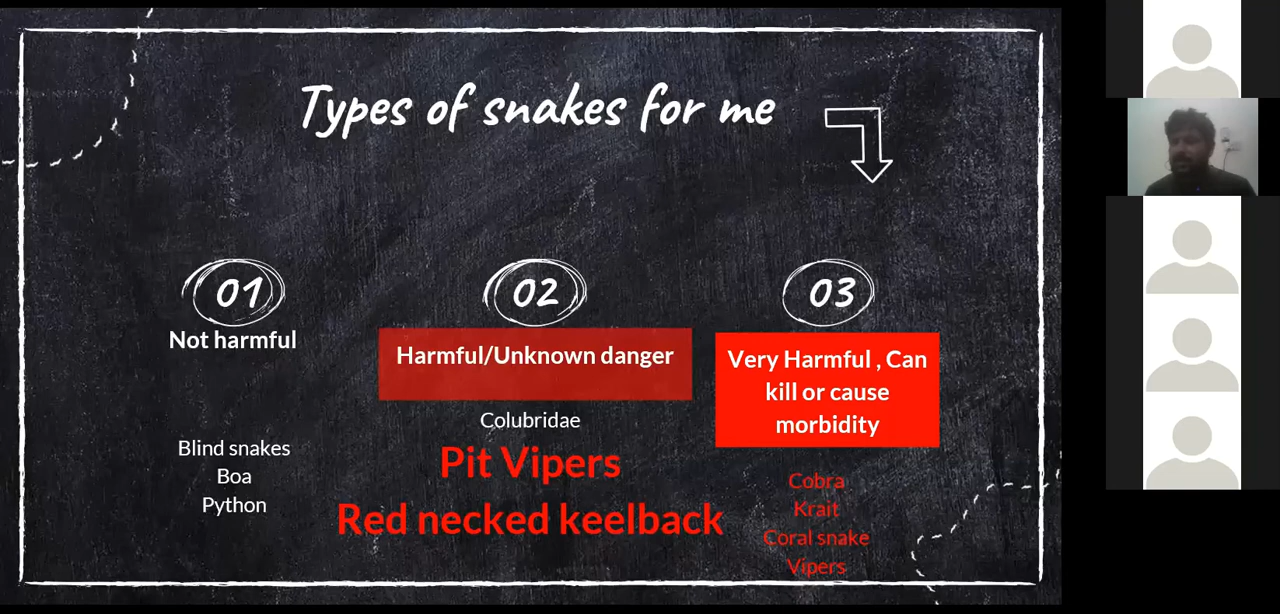 Types of snakes for me
01
Not harmful
Blind snakes
Boa
Python
02
Harmful/Unknown danger
Colubridae
Pit Vipers
Red necked keelback
03
Very Harmful , Can
kill or cause
morbidity
Cobra
Krait
Coral snake
Vipers